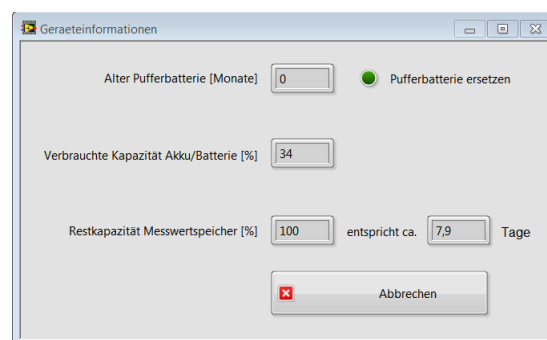 Geraeteinformationen
Alter Pufferbatterie [Monate] 0 Pufferbatterie ersetzen
Verbrauchte Kapazität Akku/Batterie [%] 34
Restkapazität Messwertspeicher [%] 100 entspricht ca. 7,9 Tage
Abbrechen